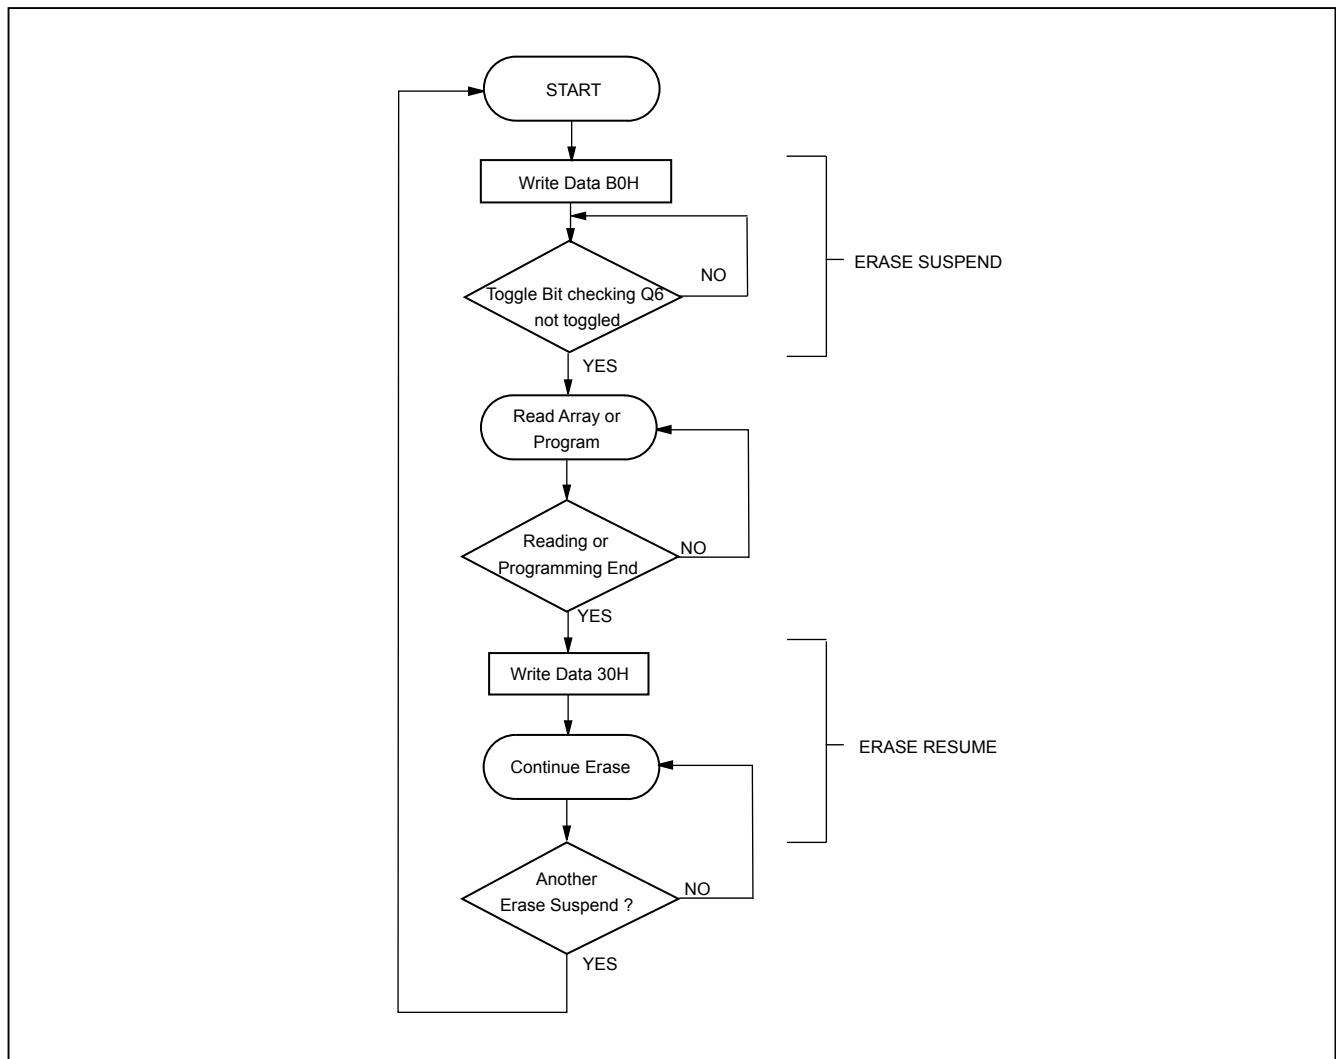 START
Write Data B0H
ERASE SUSPEND
NO
Toggle Bit checking Q6
not toggled
YES
Read Array or
Program
Reading or
NO
Programming End
YES
Write Data 30H
ERASE RESUME
Continue Erase
Another
NO
Erase Suspend ?
YES